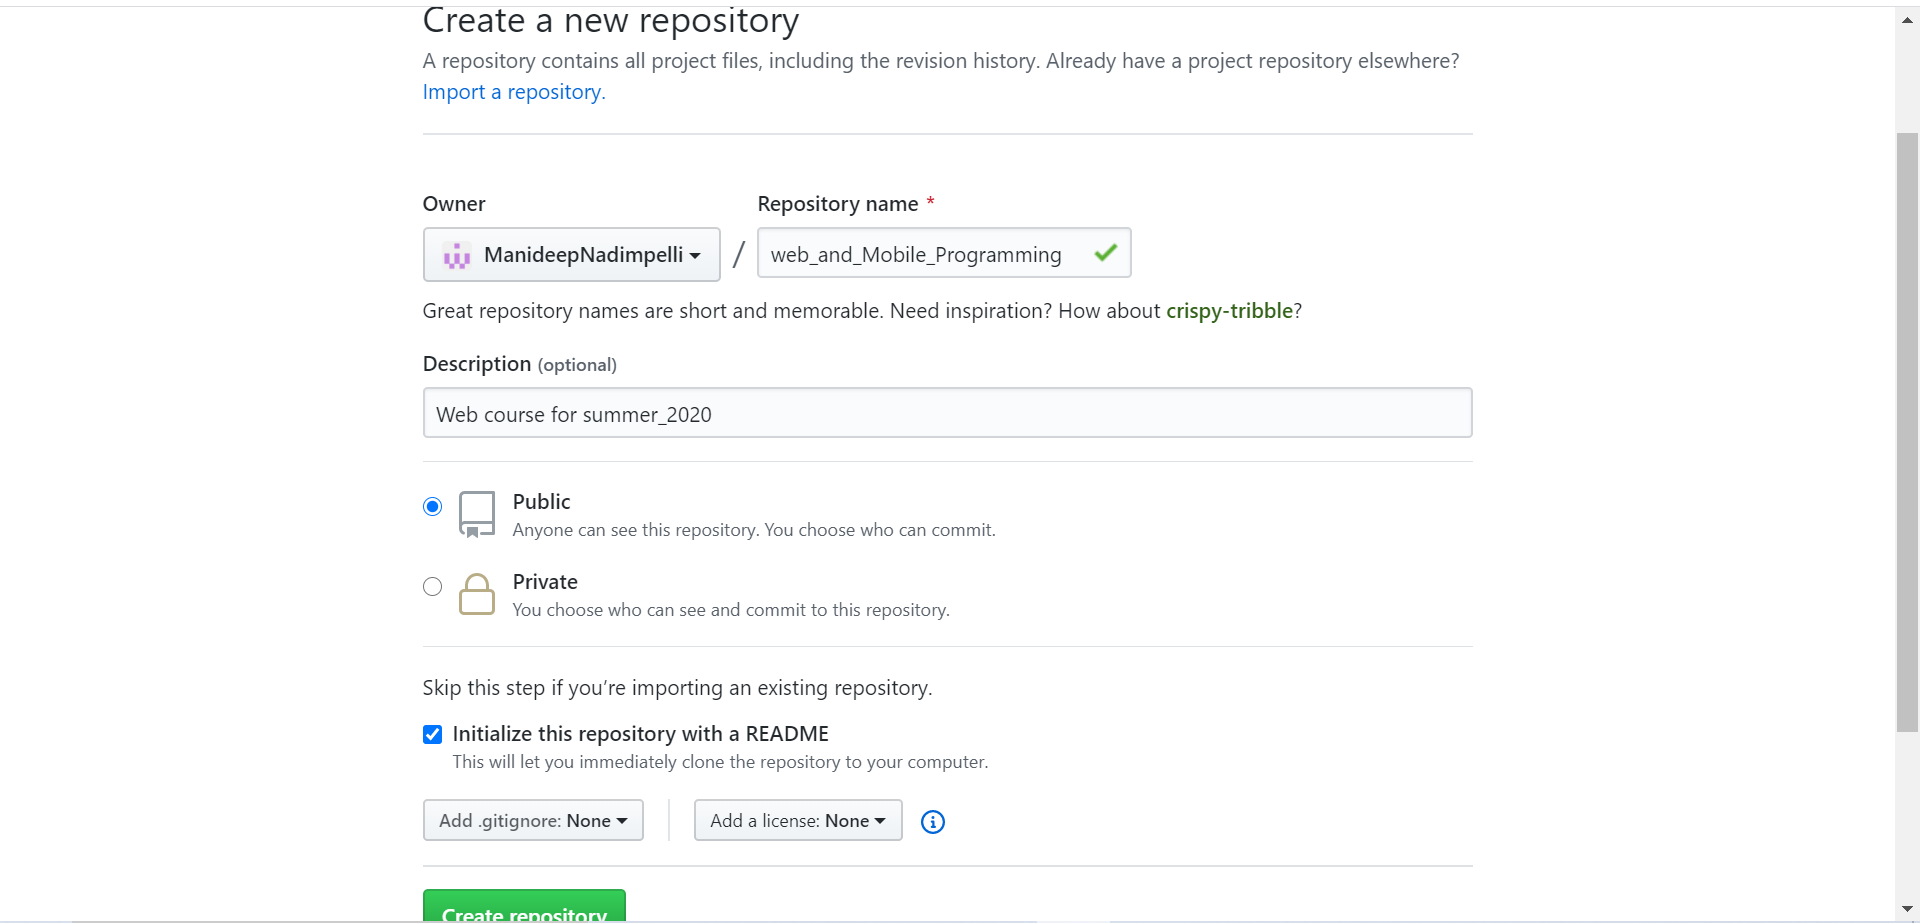 Create a new repository
A repository contains all project files, including the revision history. Already have a project repository elsewhere?
Import a repository.
Owner
Repository name *
ManideepNadimpelli
/
web_and_Mobile_Programming
Great repository names are short and memorable. Need inspiration? How about crispy-tribble?
Description (optional)
Web course for summer_2020
Public
Anyone can see this repository. You choose who can commit.
Private
You choose who can see and commit to this repository.
Skip this step if you’re importing an existing repository.
Initialize this repository with a README
This will let you immediately clone the repository to your computer.
Add .gitignore: None
Add a license: None
Create repository